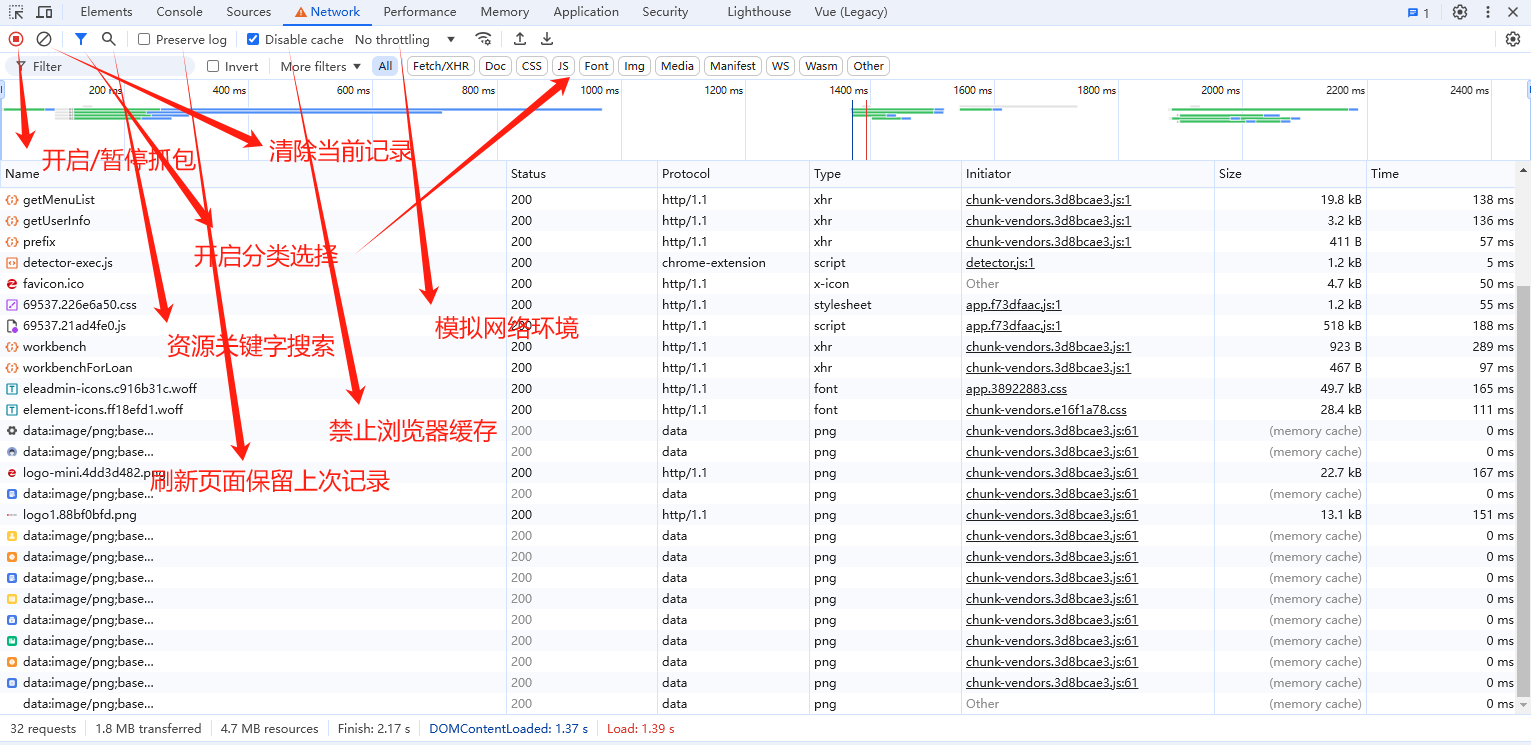 Elements Console Sources Network Performance Memory Application Security Lighthouse Vue (Legacy) 1
Preserve log Disable cache No throttling
Filter Invert More filters All Fetch/XHR Doc CSS JS Font Img Media Manifest WS Wasm Other
200 ms 400 ms 600 ms 800 ms 1000 ms 1200 ms 1400 ms 1600 ms 1800 ms 2000 ms 2200 ms 2400 ms
开启/暂停抓包
清除当前记录
Name Status Protocol Type Initiator Size Time
getMenuList 200 http/1.1 xhr chunk-vendors.3d8bcae3.js:1 19.8 kB 138 ms
getUserInfo 200 http/1.1 xhr chunk-vendors.3d8bcae3.js:1 3.2 kB 136 ms
prefix 200 http/1.1 xhr chunk-vendors.3d8bcae3.js:1 411 B 57 ms
开启分类选择
detector-exec.js 200 chrome-extension script detector.js:1 1.2 kB 5 ms
favicon.ico 200 http/1.1 x-icon Other 4.7 kB 50 ms
69537.226e6a50.css 200 http/1.1 stylesheet app.f73dfaac.js:1 1.2 kB 55 ms
69537.21ad4fe0.js 200 http/1.1 script app.f73dfaac.js:1 518 kB 188 ms
模拟网络环境
资源关键字搜索
workbench 200 http/1.1 xhr chunk-vendors.3d8bcae3.js:1 923 B 289 ms
workbenchForLoan 200 http/1.1 xhr chunk-vendors.3d8bcae3.js:1 467 B 97 ms
eleadmin-icons.c916b31c.woff 200 http/1.1 font app.38922883.css 49.7 kB 165 ms
element-icons.ff18efd1.woff 200 http/1.1 font chunk-vendors.e16f1a78.css 28.4 kB 111 ms
data:image/png;base... 200 data png chunk-vendors.3d8bcae3.js:61 (memory cache) 0 ms
禁止浏览器缓存
data:image/png;base... 200 data png chunk-vendors.3d8bcae3.js:61 (memory cache) 0 ms
logo-mini.4dd3d482.png 200 http/1.1 png chunk-vendors.3d8bcae3.js:61 22.7 kB 167 ms
刷新页面保留上次记录
data:image/png;base... 200 data png chunk-vendors.3d8bcae3.js:61 (memory cache) 0 ms
logo1.88bf0bfd.png 200 http/1.1 png chunk-vendors.3d8bcae3.js:61 13.1 kB 151 ms
data:image/png;base... 200 data png chunk-vendors.3d8bcae3.js:61 (memory cache) 0 ms
data:image/png;base... 200 data png chunk-vendors.3d8bcae3.js:61 (memory cache) 0 ms
data:image/png;base... 200 data png chunk-vendors.3d8bcae3.js:61 (memory cache) 0 ms
data:image/png;base... 200 data png chunk-vendors.3d8bcae3.js:61 (memory cache) 0 ms
data:image/png;base... 200 data png chunk-vendors.3d8bcae3.js:61 (memory cache) 0 ms
data:image/png;base... 200 data png chunk-vendors.3d8bcae3.js:61 (memory cache) 0 ms
data:image/png;base... 200 data png chunk-vendors.3d8bcae3.js:61 (memory cache) 0 ms
data:image/png;base... 200 data png chunk-vendors.3d8bcae3.js:61 (memory cache) 0 ms
data:image/png;base... 200 data png Other (memory cache) 0 ms
32 requests 1.8 MB transferred 4.7 MB resources Finish: 2.17 s DOMContentLoaded: 1.37 s Load: 1.39 s